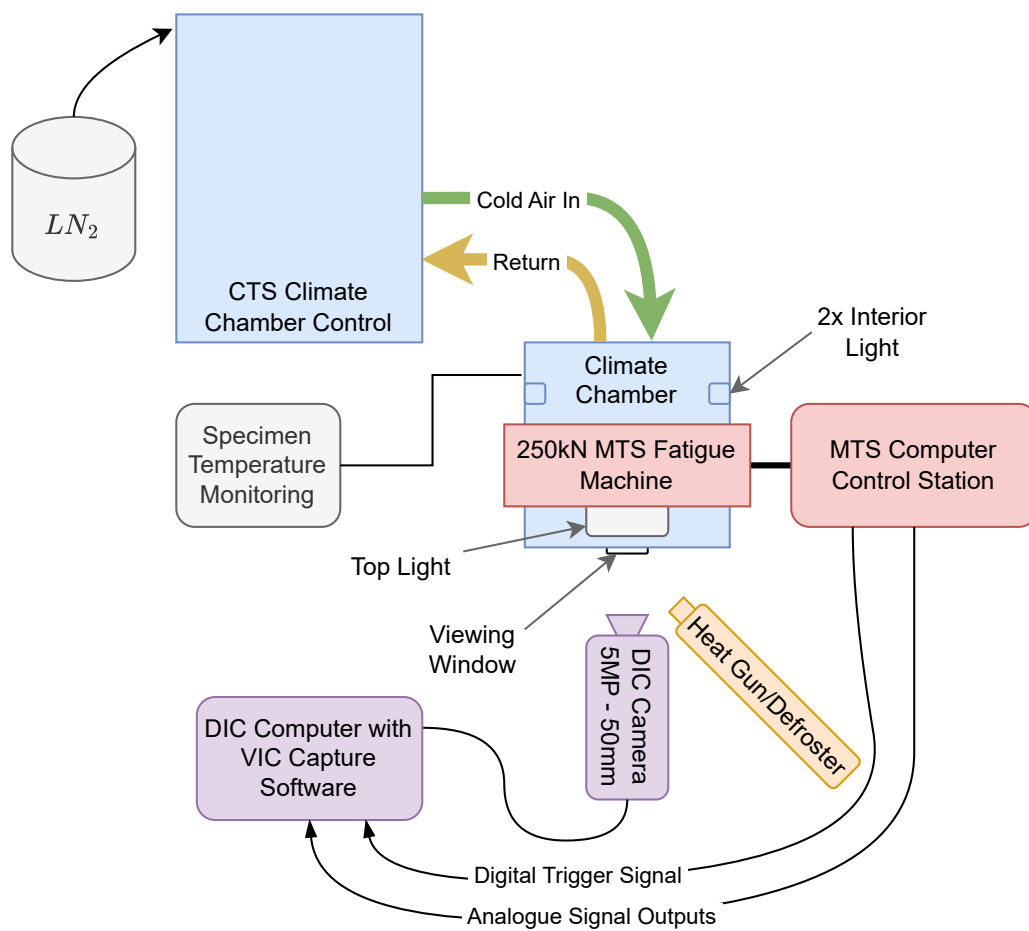 LN2
CTS Climate
Chamber Control
Cold Air In
Return
2x Interior
Light
Climate
Chamber
Specimen
Temperature
Monitoring
250kN MTS Fatigue
Machine
MTS Computer
Control Station
Top Light
Viewing
Window
DIC Camera
5MP - 50mm
Heat Gun/Defroster
DIC Computer with
VIC Capture
Software
Digital Trigger Signal
Analogue Signal Outputs